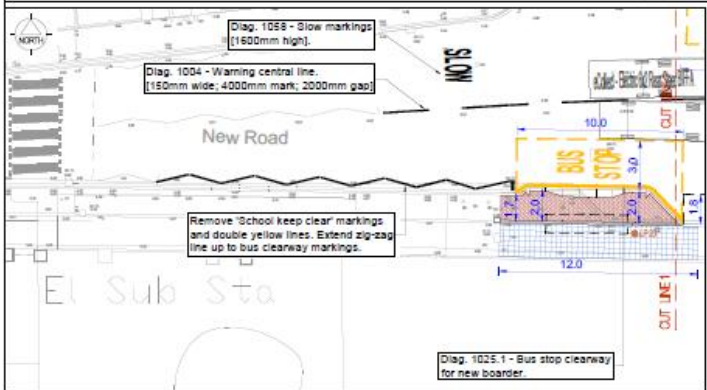 NORTH
Diag. 1058 - Slow markings
[1600mm high].
SLOW
Diag. 1004 - Warning central line.
[150mm wide; 4000mm mark; 2000mm gap]
CUT LINE 1
10.0
New Road
BUS
STOP
3.0
1.7
2.0
2.0
1.8
Remove 'School keep clear' markings
and double yellow lines. Extend zig-zag
line up to bus clearway markings.
12.0
El Sub Sta
CUT LINE 1
Diag. 1025.1 - Bus stop clearway
for new boarder.